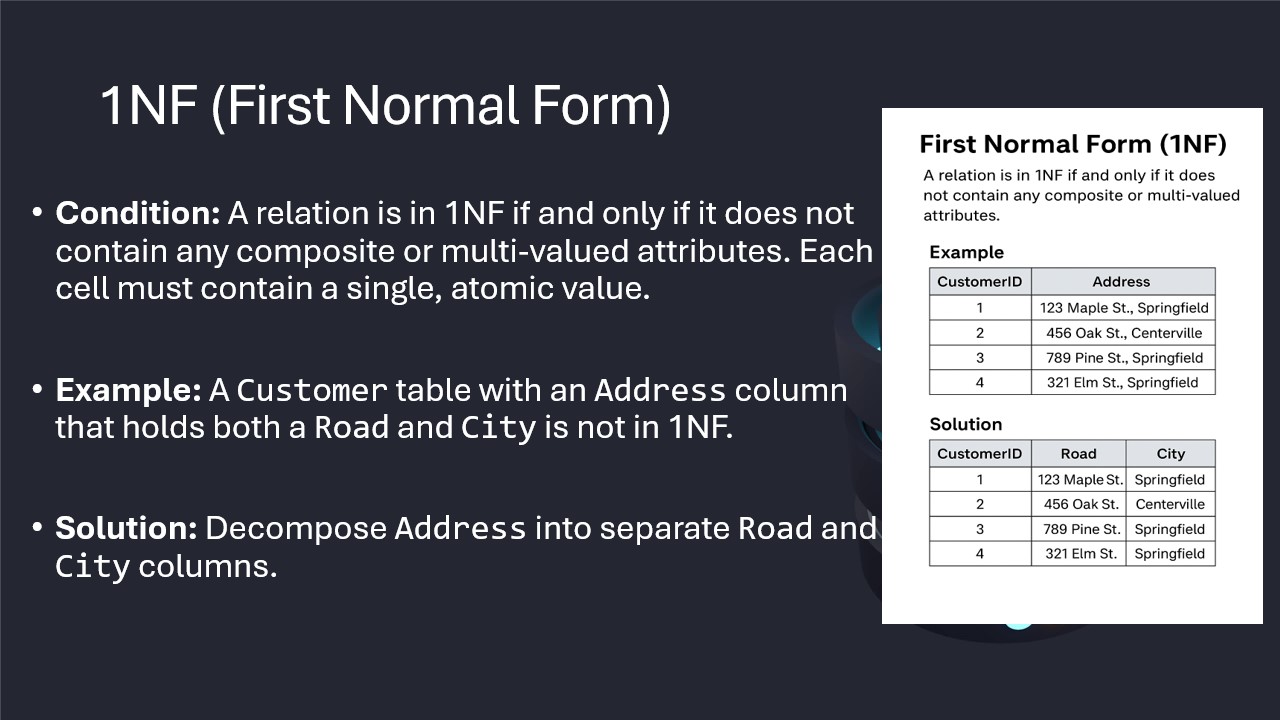 1NF (First Normal Form)
• Condition: A relation is in 1NF if and only if it does not
contain any composite or multi-valued attributes. Each
cell must contain a single, atomic value.
• Example: A Customer table with an Address column
that holds both a Road and City is not in 1NF.
• Solution: Decompose Address into separate Road and
City columns.
First Normal Form (1NF)
A relation is in 1NF if and only if it does
not contain any composite or multi-valued
attributes.
Example
CustomerID Address
1 123 Maple St., Springfield
2 456 Oak St., Centerville
3 789 Pine St., Springfield
4 321 Elm St., Springfield
Solution
CustomerID Road City
1 123 Maple St. Springfield
2 456 Oak St. Centerville
3 789 Pine St. Springfield
4 321 Elm St. Springfield